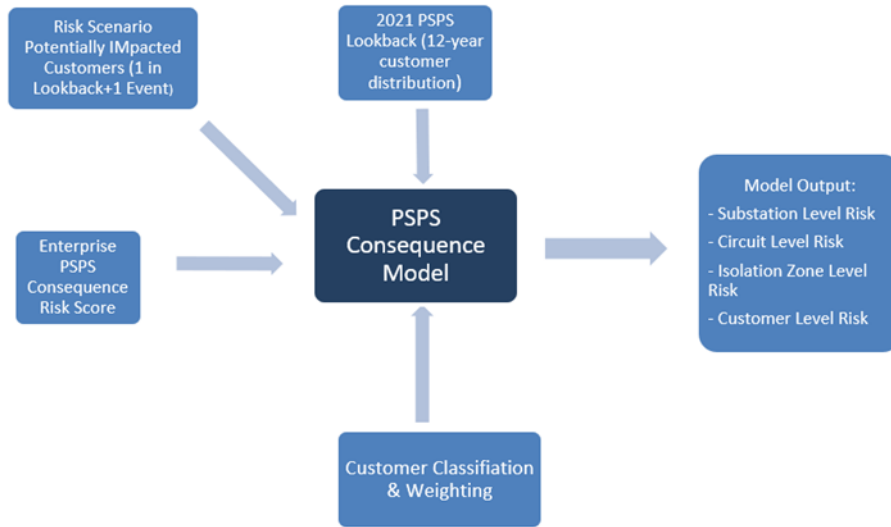 Risk Scenario
Potentially IMpacted
Customers (1 in
Lookback+1 Event)
2021 PSPS
Lookback (12-year
customer
distribution)
Enterprise
PSPS
Consequence
Risk Score
PSPS
Consequence
Model
Model Output:
- Substation Level Risk
- Circuit Level Risk
- Isolation Zone Level
Risk
- Customer Level Risk
Customer Classifiation
& Weighting